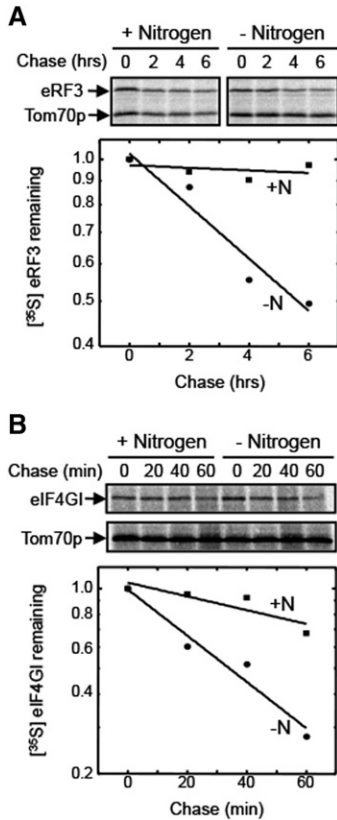 A
+ Nitrogen - Nitrogen
Chase (hrs) 0 2 4 6 0 2 4 6
eRF3
Tom70p
[³⁵S] eRF3 remaining
1.0
0.9
0.8
0.7
0.6
0.5
0.4
+N
-N
0 2 4 6
Chase (hrs)
B
+ Nitrogen - Nitrogen
Chase (min) 0 20 40 60 0 20 40 60
eIF4GI
Tom70p
[³⁵S] eIF4GI remaining
1.0
0.8
0.6
0.4
0.2
+N
-N
0 20 40 60
Chase (min)